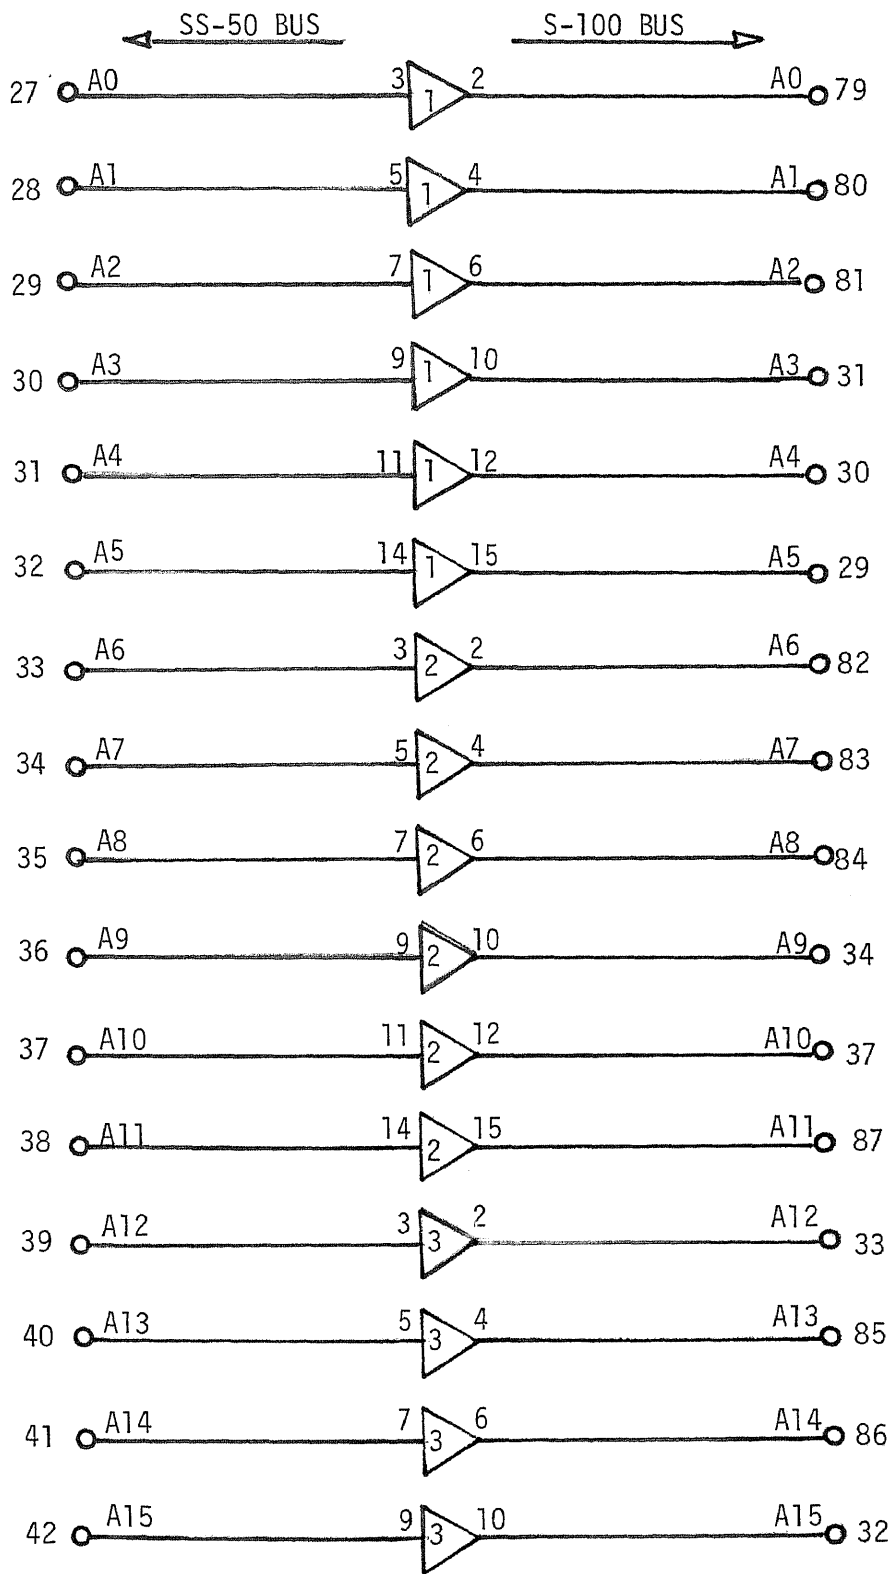 SS-50 BUS S-100 BUS
27 A0 3 1 2 A0 79
28 A1 5 1 4 A1 80
29 A2 7 1 6 A2 81
30 A3 9 1 10 A3 31
31 A4 11 1 12 A4 30
32 A5 14 1 15 A5 29
33 A6 3 2 2 A6 82
34 A7 5 2 4 A7 83
35 A8 7 2 6 A8 84
36 A9 9 2 10 A9 34
37 A10 11 2 12 A10 37
38 A11 14 2 15 A11 87
39 A12 3 3 2 A12 33
40 A13 5 3 4 A13 85
41 A14 7 3 6 A14 86
42 A15 9 3 10 A15 32